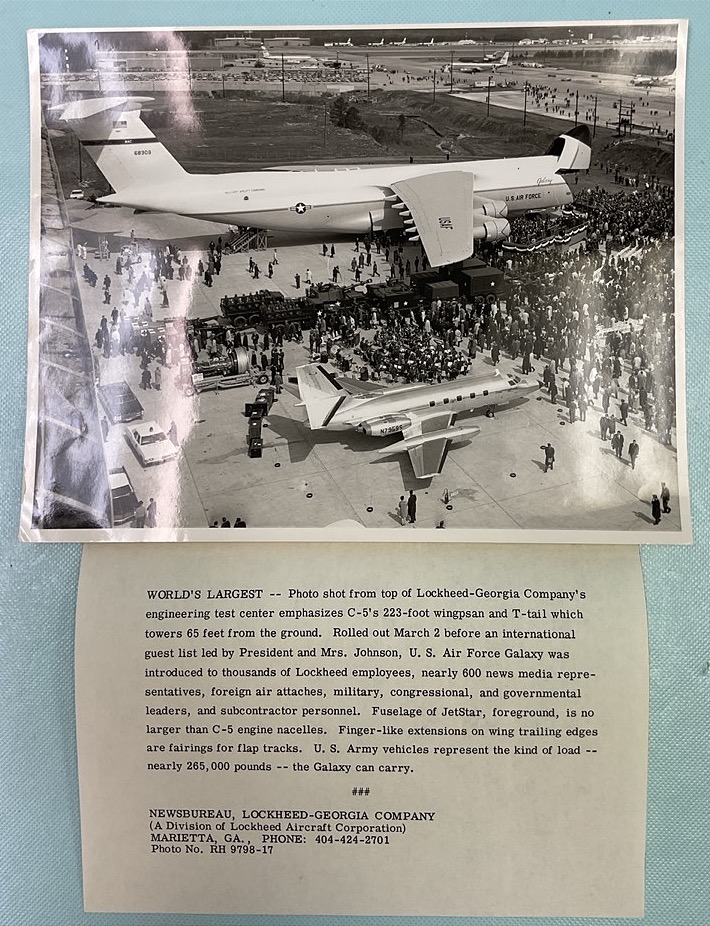 68303
MAC
MILITARY AIRLIFT COMMAND
Galaxy
U.S. AIR FORCE
USAF
WORLD'S LARGEST -- Photo shot from top of Lockheed-Georgia Company's
engineering test center emphasizes C-5's 223-foot wingpsan and T-tail which
towers 65 feet from the ground. Rolled out March 2 before an international
guest list led by President and Mrs. Johnson, U. S. Air Force Galaxy was
introduced to thousands of Lockheed employees, nearly 600 news media repre-
sentatives, foreign air attaches, military, congressional, and governmental
leaders, and subcontractor personnel. Fuselage of JetStar, foreground, is no
larger than C-5 engine nacelles. Finger-like extensions on wing trailing edges
are fairings for flap tracks. U. S. Army vehicles represent the kind of load --
nearly 265,000 pounds -- the Galaxy can carry.
###
NEWSBUREAU, LOCKHEED-GEORGIA COMPANY
(A Division of Lockheed Aircraft Corporation)
MARIETTA, GA., PHONE: 404-424-2701
Photo No. RH 9798-17